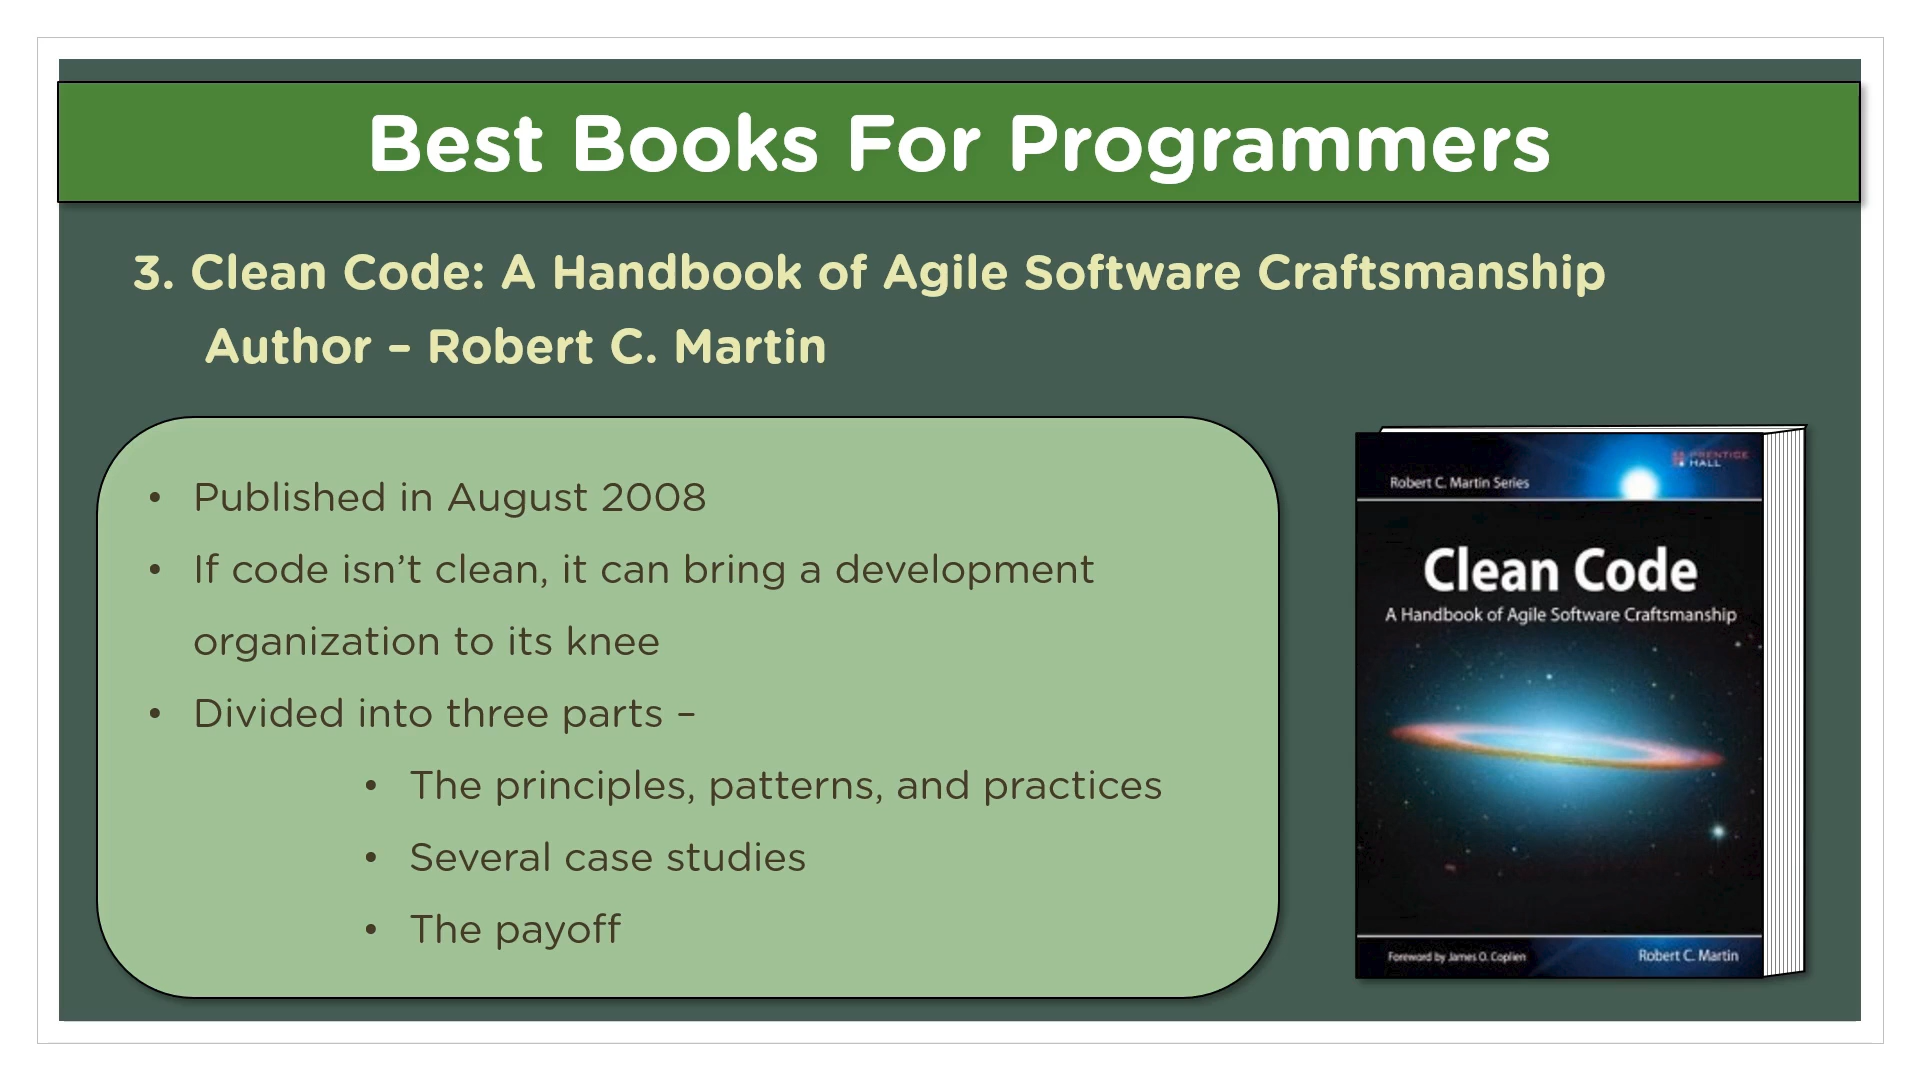 Best Books For Programmers
3. Clean Code: A Handbook of Agile Software Craftsmanship
Author – Robert C. Martin
• Published in August 2008
• If code isn’t clean, it can bring a development
organization to its knee
• Divided into three parts –
• The principles, patterns, and practices
• Several case studies
• The payoff
PRENTICE
HALL
Robert C. Martin Series
Clean Code
A Handbook of Agile Software Craftsmanship
Foreword by James O. Coplien
Robert C. Martin